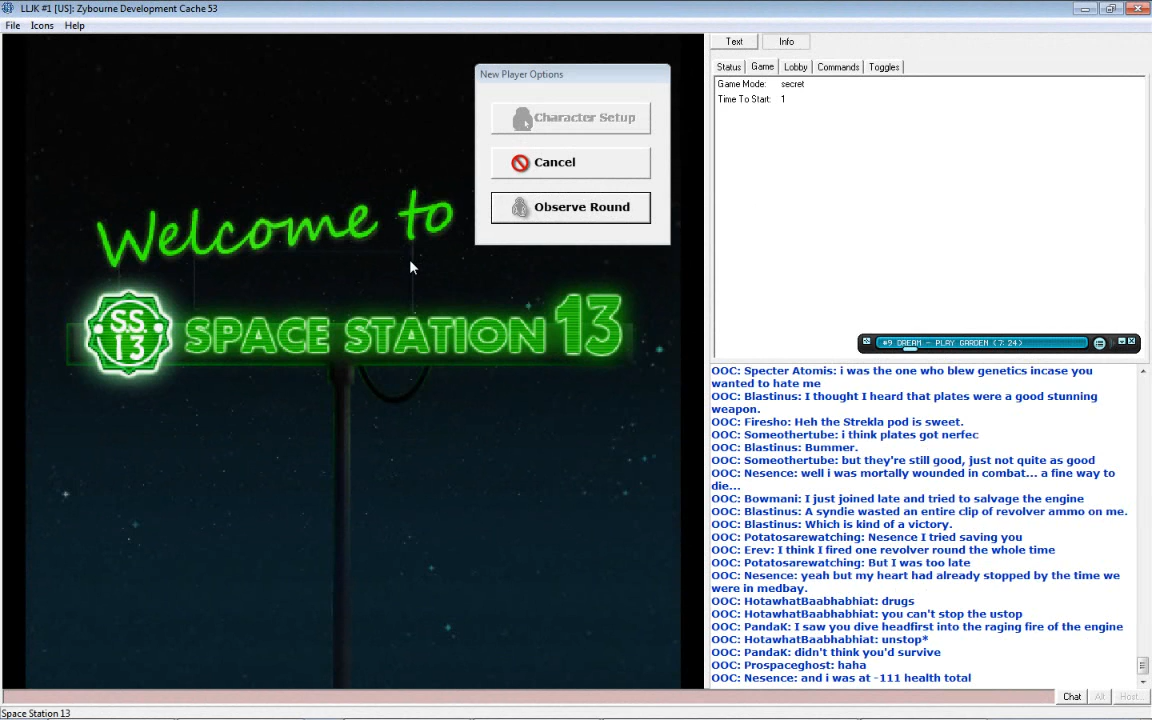 LLJK #1 [US]: Zybourne Development Cache 53
File Icons Help
New Player Options
Character Setup
Cancel
Observe Round
Welcome to
S.S.
13
SPACE STATION 13
Text Info
Status Game Lobby Commands Toggles
Game Mode: secret
Time To Start: 1
#9 DREAM - PLAY GARDEN (7:24)
OOC: Specter Atomis: i was the one who blew genetics incase you
wanted to hate me
OOC: Blastinus: I thought I heard that plates were a good stunning
weapon.
OOC: Firesho: Heh the Strekla pod is sweet.
OOC: Someothertube: i think plates got nerfec
OOC: Blastinus: Bummer.
OOC: Someothertube: but they're still good, just not quite as good
OOC: Nesence: well i was mortally wounded in combat... a fine way to
die...
OOC: Bowmani: I just joined late and tried to salvage the engine
OOC: Blastinus: A syndie wasted an entire clip of revolver ammo on me.
OOC: Blastinus: Which is kind of a victory.
OOC: Potatosarewatching: Nesence I tried saving you
OOC: Erev: I think I fired one revolver round the whole time
OOC: Potatosarewatching: But I was too late
OOC: Nesence: yeah but my heart had already stopped by the time we
were in medbay.
OOC: HotawhatBaabhabhiat: drugs
OOC: HotawhatBaabhabhiat: you can't stop the ustop
OOC: PandaK: I saw you dive headfirst into the raging fire of the engine
OOC: HotawhatBaabhabhiat: unstop*
OOC: PandaK: didn't think you'd survive
OOC: Prospaceghost: haha
OOC: Nesence: and i was at -111 health total
Chat Alt Host...
Space Station 13